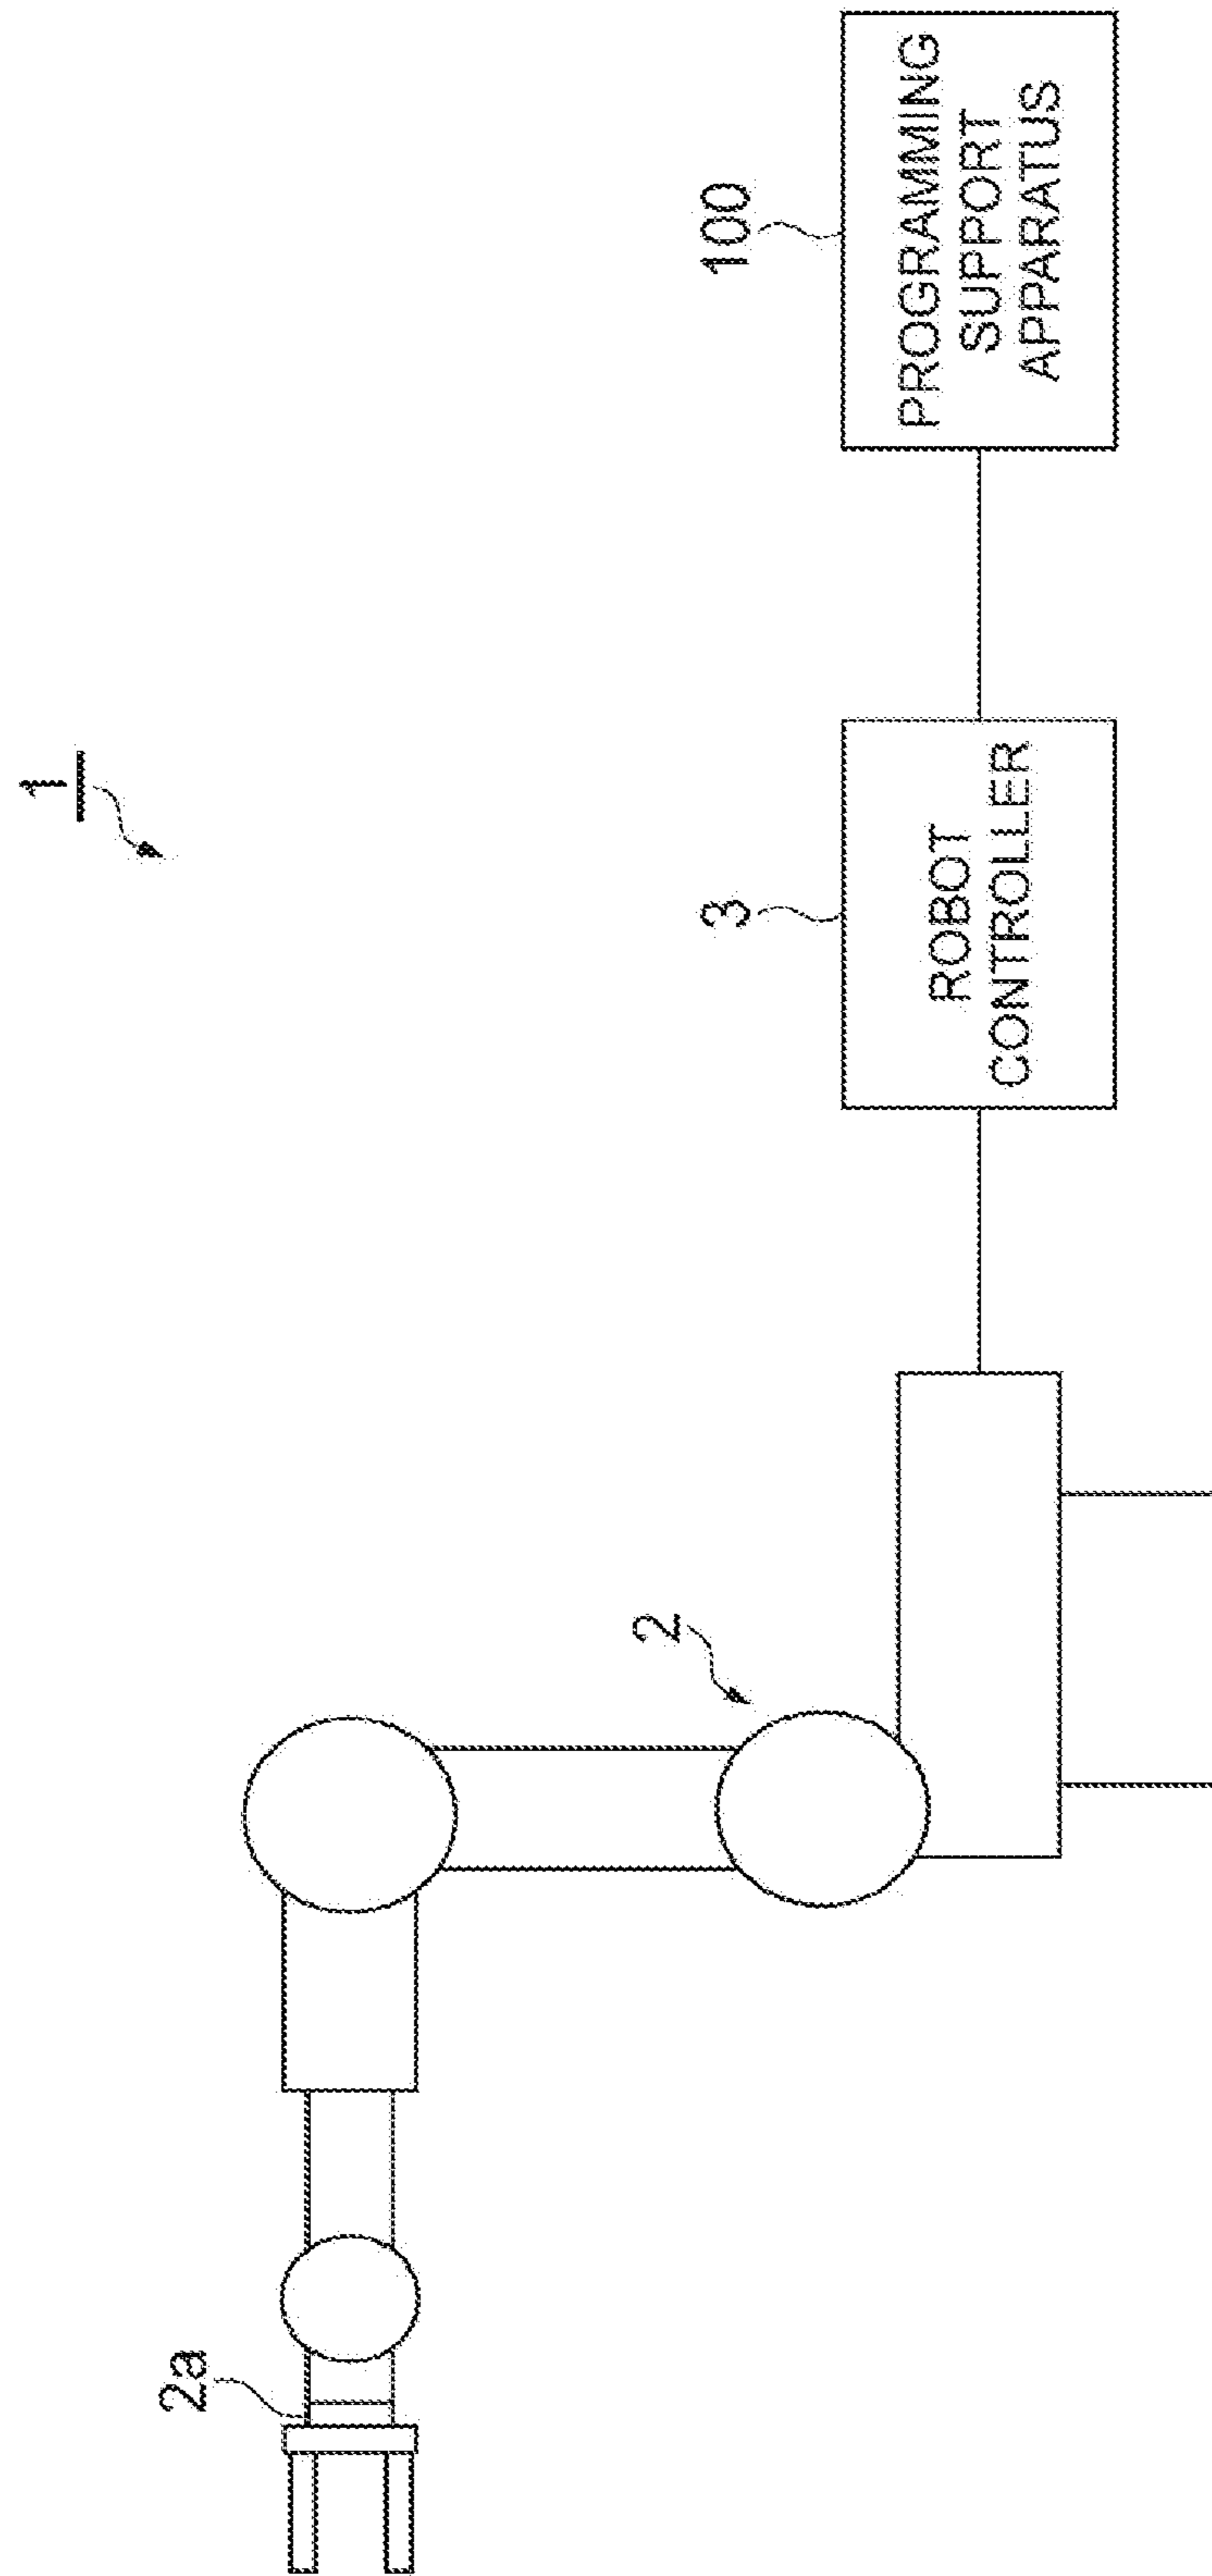 1
2a
2
3
100
ROBOT
CONTROLLER
PROGRAMMING
SUPPORT
APPARATUS